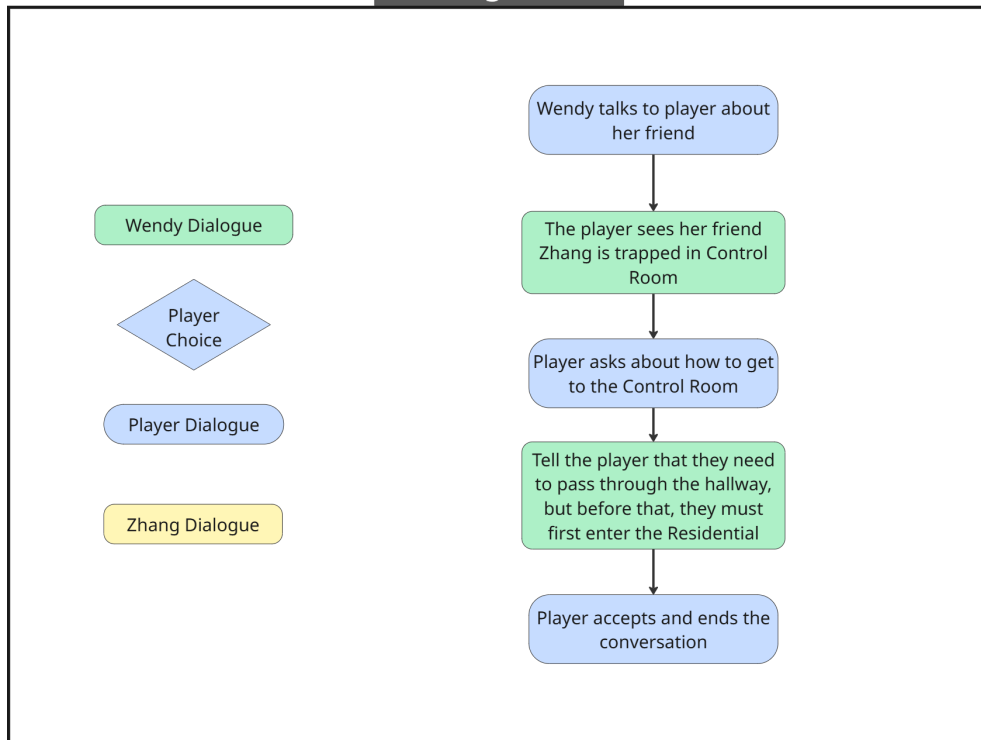 Wendy Dialogue
Player
Choice
Player Dialogue
Zhang Dialogue
Wendy talks to player about
her friend
The player sees her friend
Zhang is trapped in Control
Room
Player asks about how to get
to the Control Room
Tell the player that they need
to pass through the hallway,
but before that, they must
first enter the Residential
Player accepts and ends the
conversation